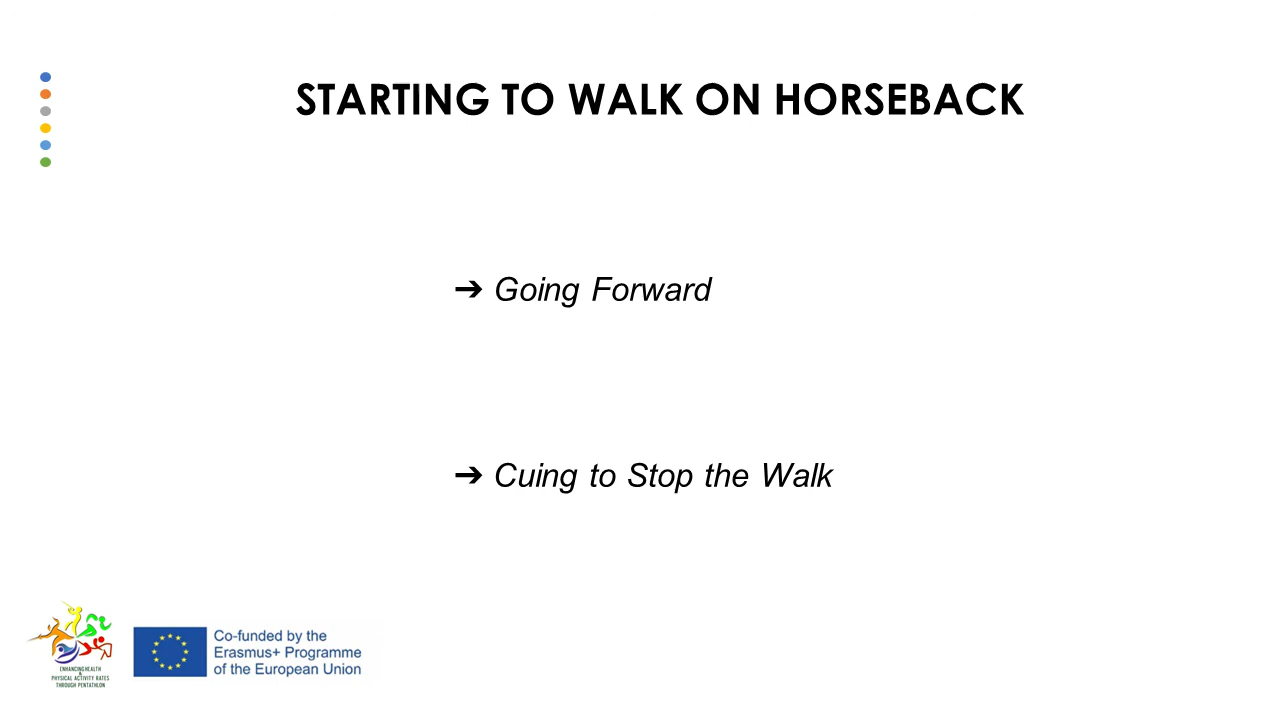 STARTING TO WALK ON HORSEBACK
➔ Going Forward
➔ Cuing to Stop the Walk
ENHANCING HEALTH
&
PHYSICAL ACTIVITY RATES
THROUGH PENTATHLON
Co-funded by the
Erasmus+ Programme
of the European Union